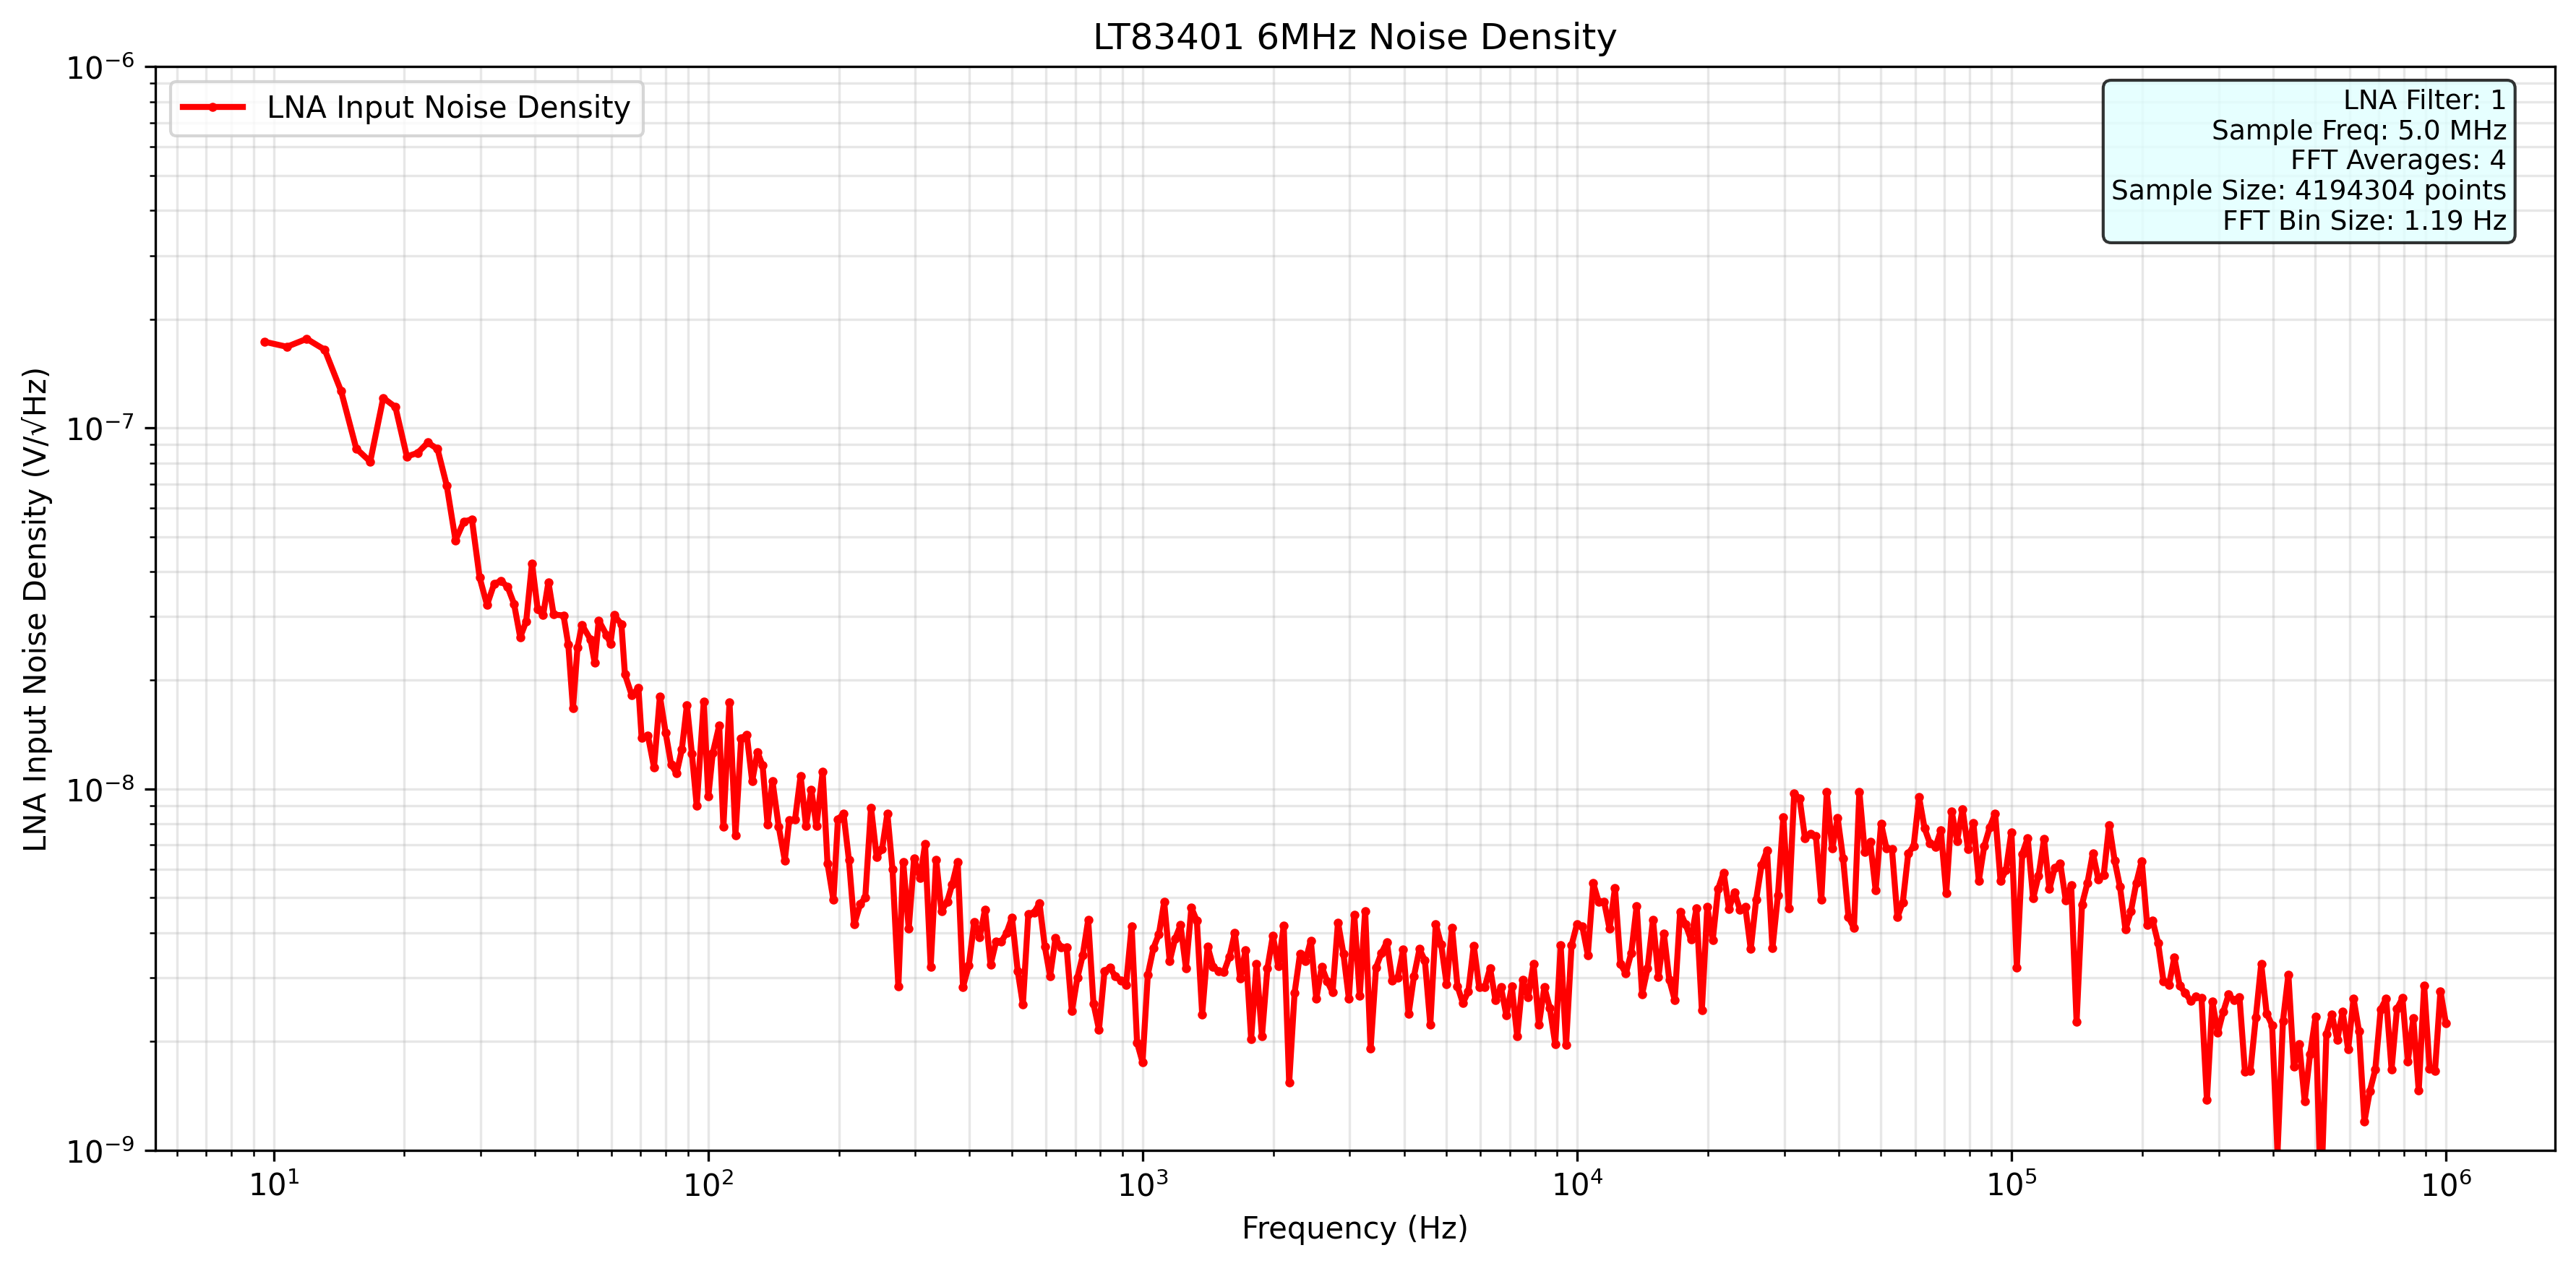 LT83401 6MHz Noise Density
LNA Input Noise Density
LNA Filter: 1
Sample Freq: 5.0 MHz
FFT Averages: 4
Sample Size: 4194304 points
FFT Bin Size: 1.19 Hz
LNA Input Noise Density (V/√Hz)
10⁻⁶
10⁻⁷
10⁻⁸
10⁻⁹
10¹ 10² 10³ 10⁴ 10⁵ 10⁶
Frequency (Hz)